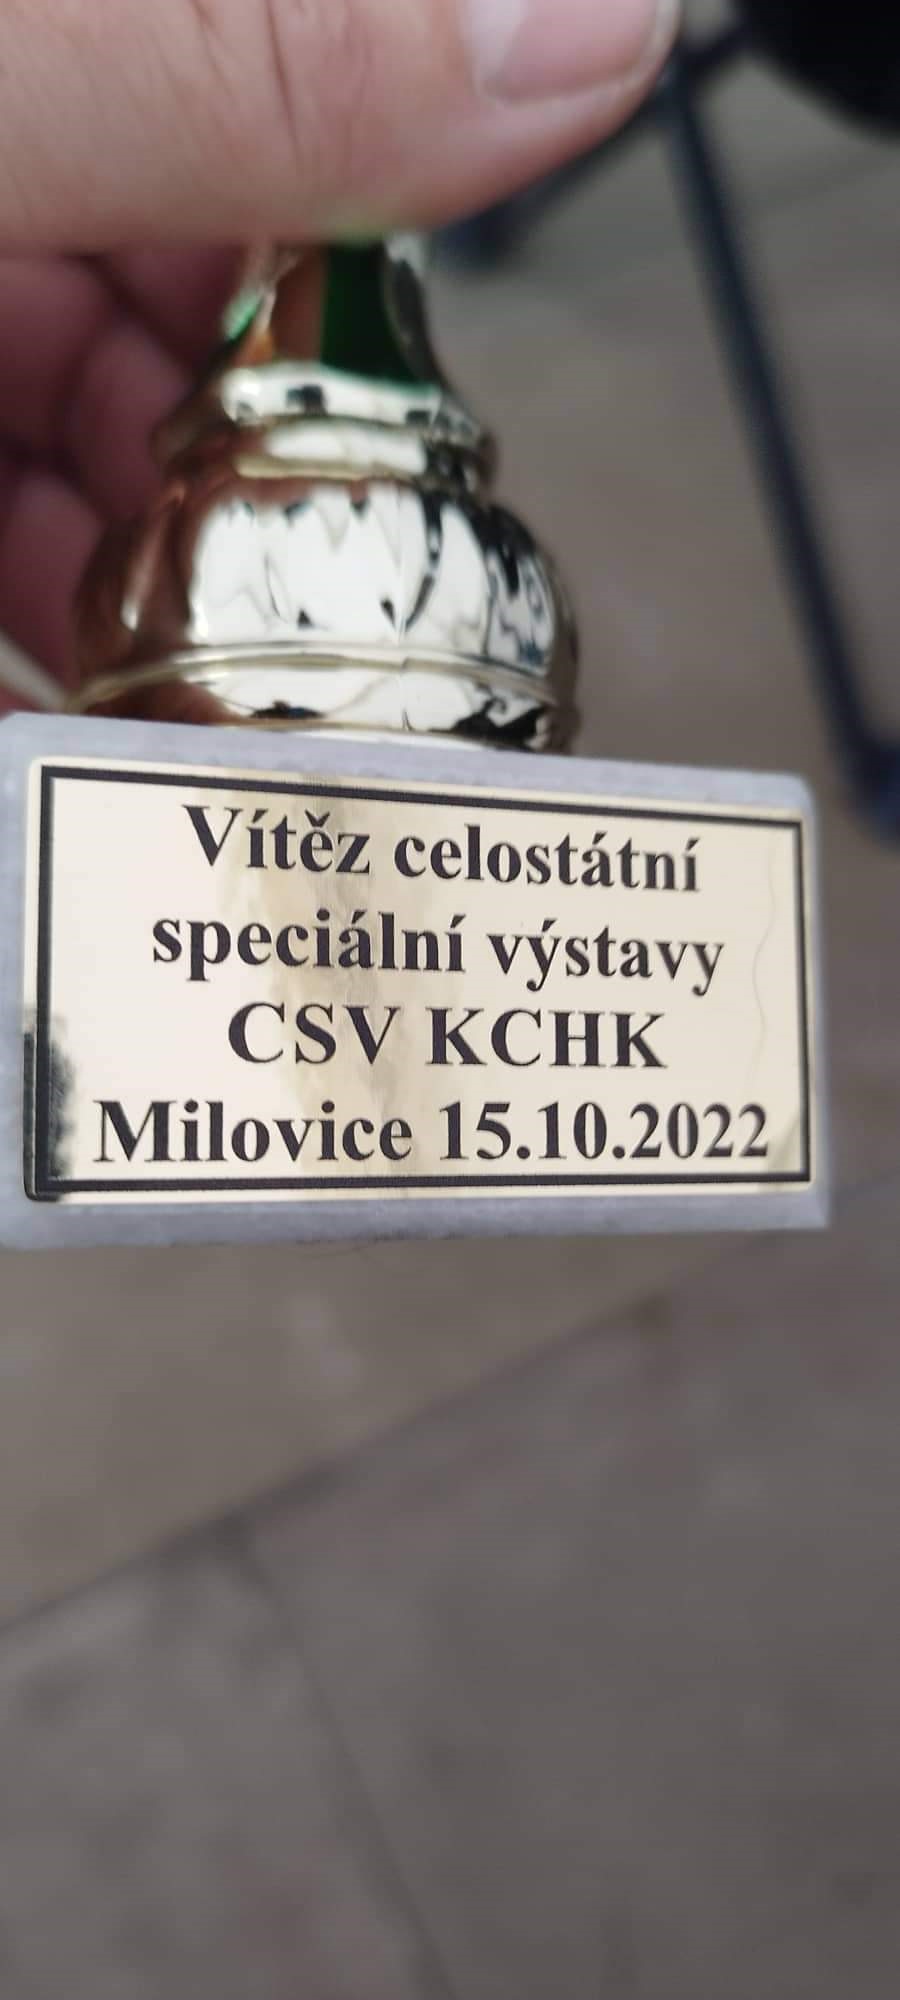 Vítěz celostátní
speciální výstavy
CSV KCHK
Milovice 15.10.2022